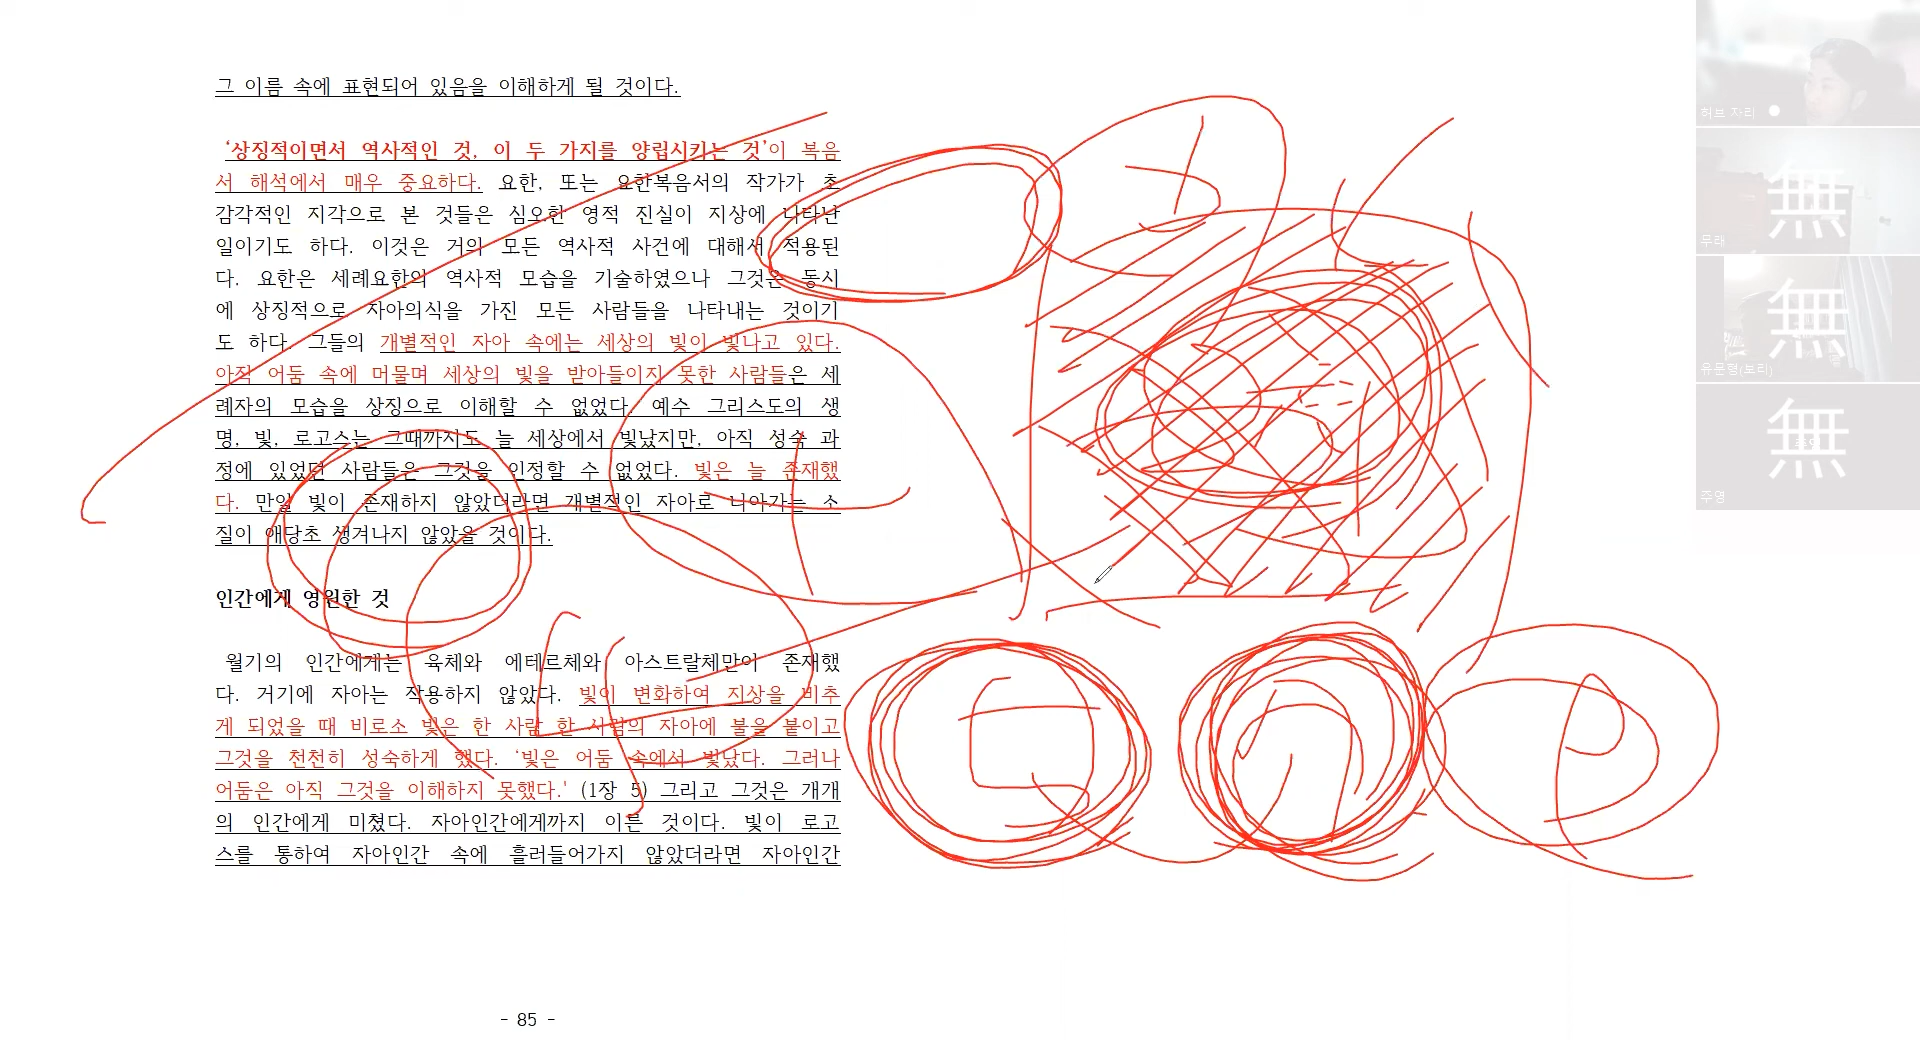 그 이름 속에 표현되어 있음을 이해하게 될 것이다.
‘상징적이면서 역사적인 것, 이 두 가지를 양립시키는 것’이 복음
서 해석에서 매우 중요하다. 요한, 또는 요한복음서의 작가가 초
감각적인 지각으로 본 것들은 심오한 영적 진실이 지상에 나타난
일이기도 하다. 이것은 거의 모든 역사적 사건에 대해서 적용된
다. 요한은 세례요한의 역사적 모습을 기술하였으나 그것은 동시
에 상징적으로 자아의식을 가진 모든 사람들을 나타내는 것이기
도 하다. 그들의 개별적인 자아 속에는 세상의 빛이 빛나고 있다.
아직 어둠 속에 머물며 세상의 빛을 받아들이지 못한 사람들은 세
례자의 모습을 상징으로 이해할 수 없었다. 예수 그리스도의 생
명, 빛, 로고스는 그때까지도 늘 세상에서 빛났지만, 아직 성숙 과
정에 있었던 사람들은 그것을 인정할 수 없었다. 빛은 늘 존재했
다. 만일 빛이 존재하지 않았더라면 개별적인 자아로 나아가는 소
질이 애당초 생겨나지 않았을 것이다.
인간에게 영원한 것
월기의 인간에게는 육체와 에테르체와 아스트랄체만이 존재했
다. 거기에 자아는 작용하지 않았다. 빛이 변화하여 지상을 비추
게 되었을 때 비로소 빛은 한 사람 한 사람의 자아에 불을 붙이고
그것을 천천히 성숙하게 했다. ‘빛은 어둠 속에서 빛났다. 그러나
어둠은 아직 그것을 이해하지 못했다.' (1장 5) 그리고 그것은 개개
의 인간에게 미쳤다. 자아인간에게까지 이른 것이다. 빛이 로고
스를 통하여 자아인간 속에 흘러들어가지 않았더라면 자아인간
- 85 -
허브 자리
無
무래
無
유문형(보리)
無
주영